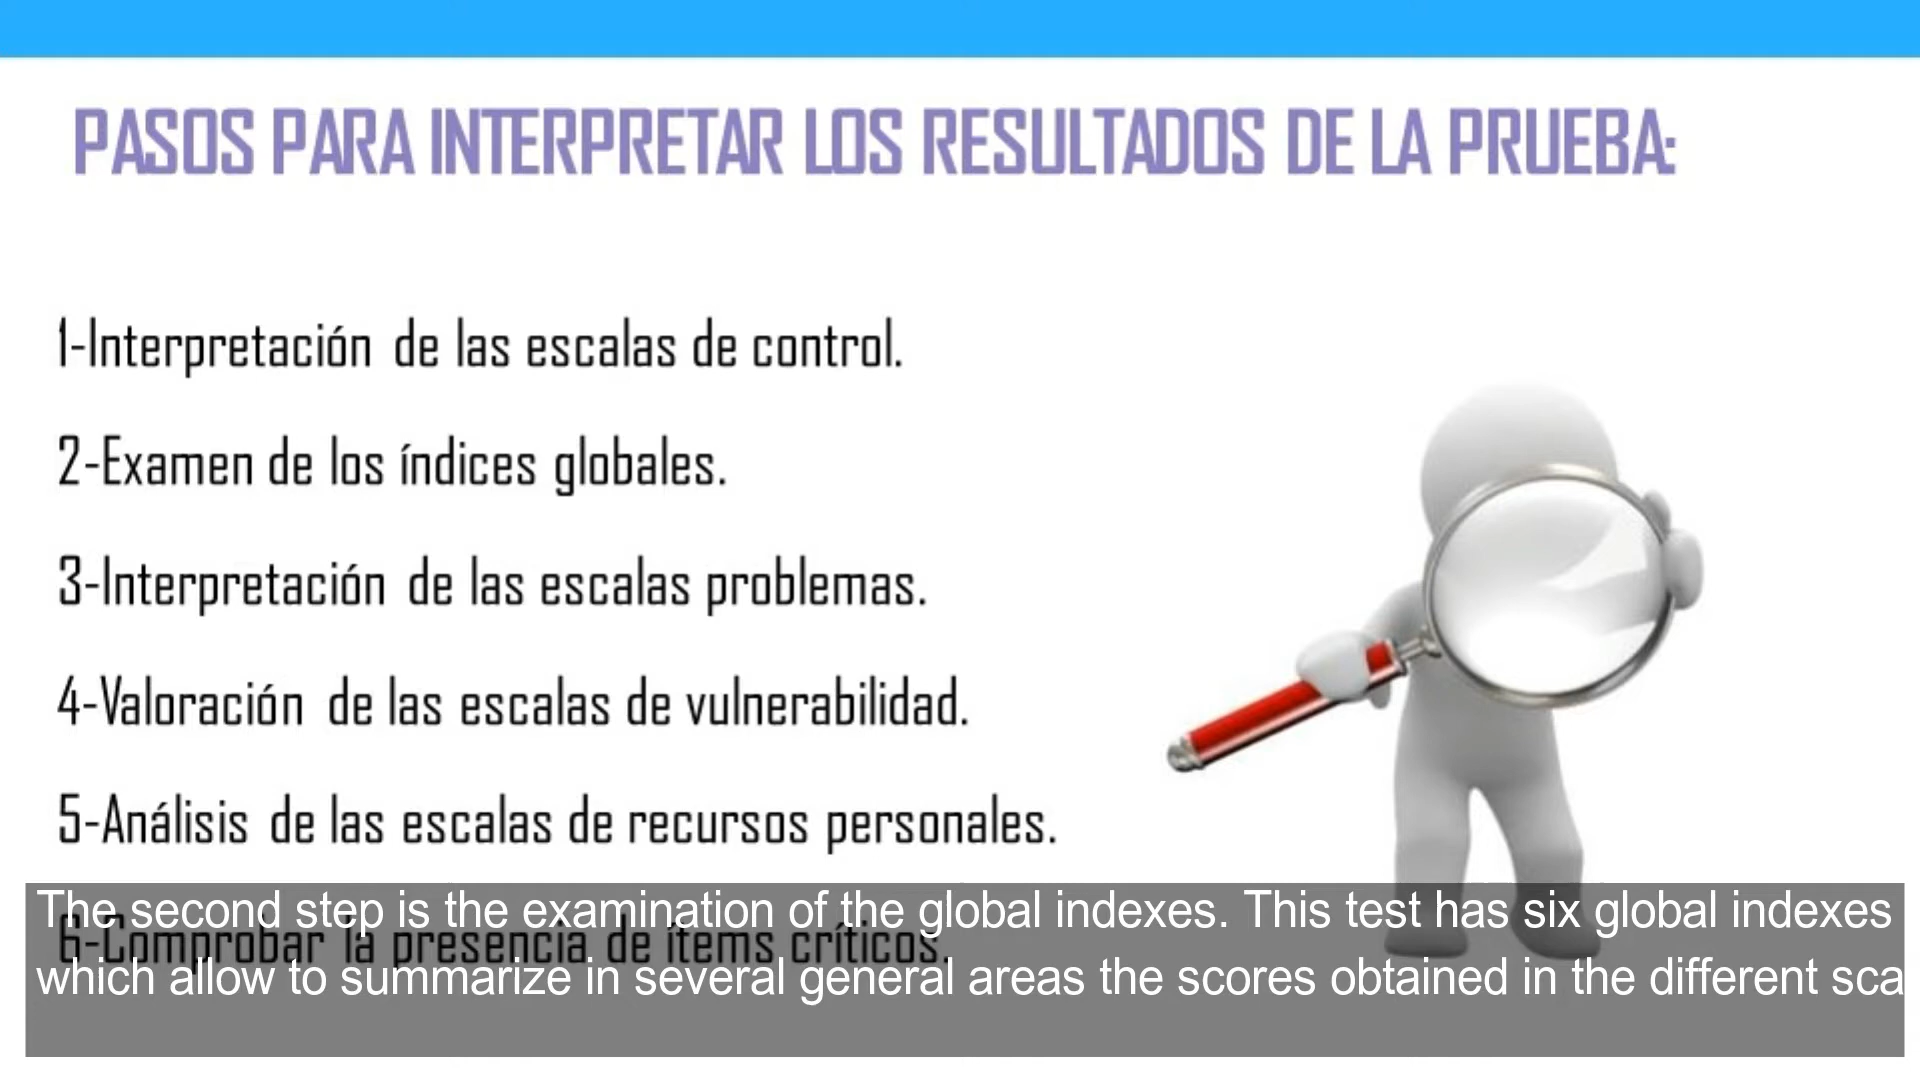 PASOS PARA INTERPRETAR LOS RESULTADOS DE LA PRUEBA:
1-Interpretación de las escalas de control.
2-Examen de los índices globales.
3-Interpretación de las escalas problemas.
4-Valoración de las escalas de vulnerabilidad.
5-Análisis de las escalas de recursos personales.
6-Comprobar la presencia de ítems críticos.
The second step is the examination of the global indexes. This test has six global indexes
which allow to summarize in several general areas the scores obtained in the different sca